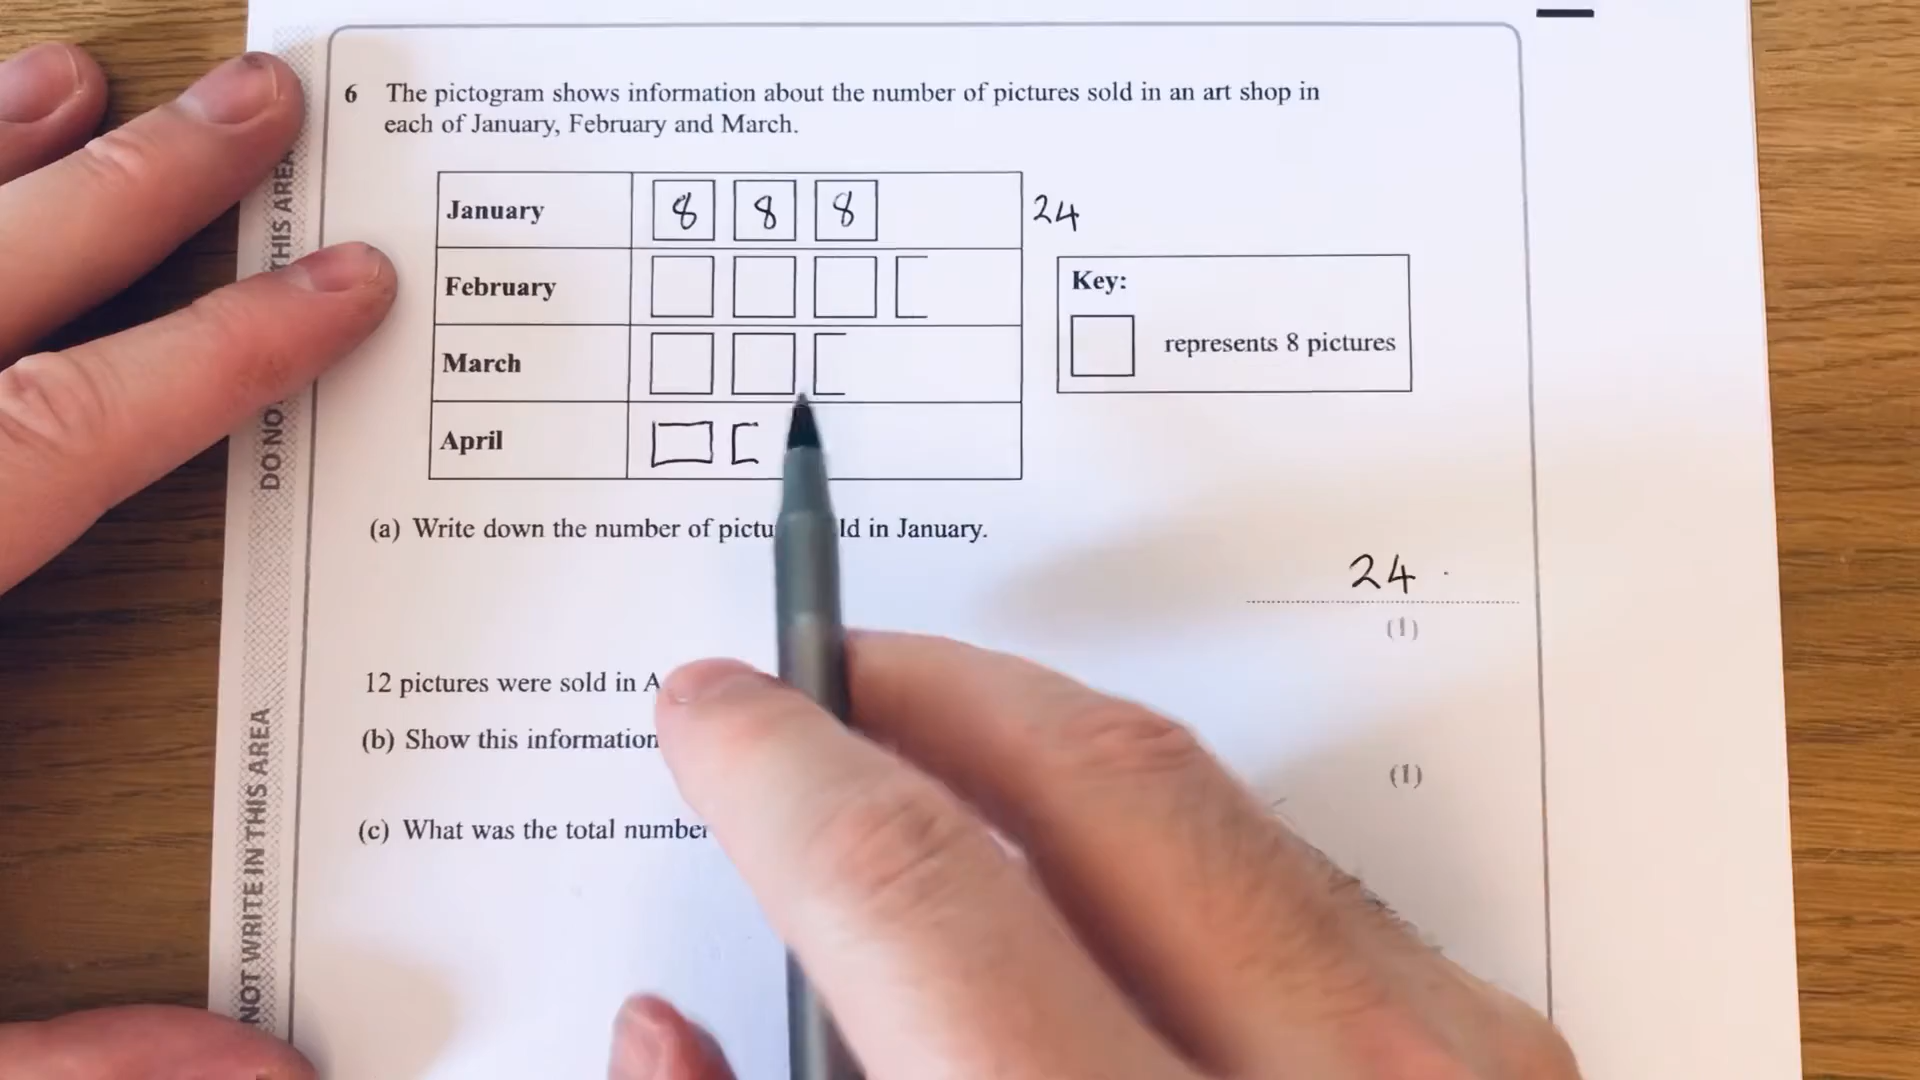 6 The pictogram shows information about the number of pictures sold in an art shop in
each of January, February and March.
January 8 8 8 24
February
Key:
represents 8 pictures
March
April
(a) Write down the number of pictu ld in January.
24
(1)
12 pictures were sold in A
(b) Show this information
(1)
(c) What was the total number
DO NO THIS AREA
NOT WRITE IN THIS AREA